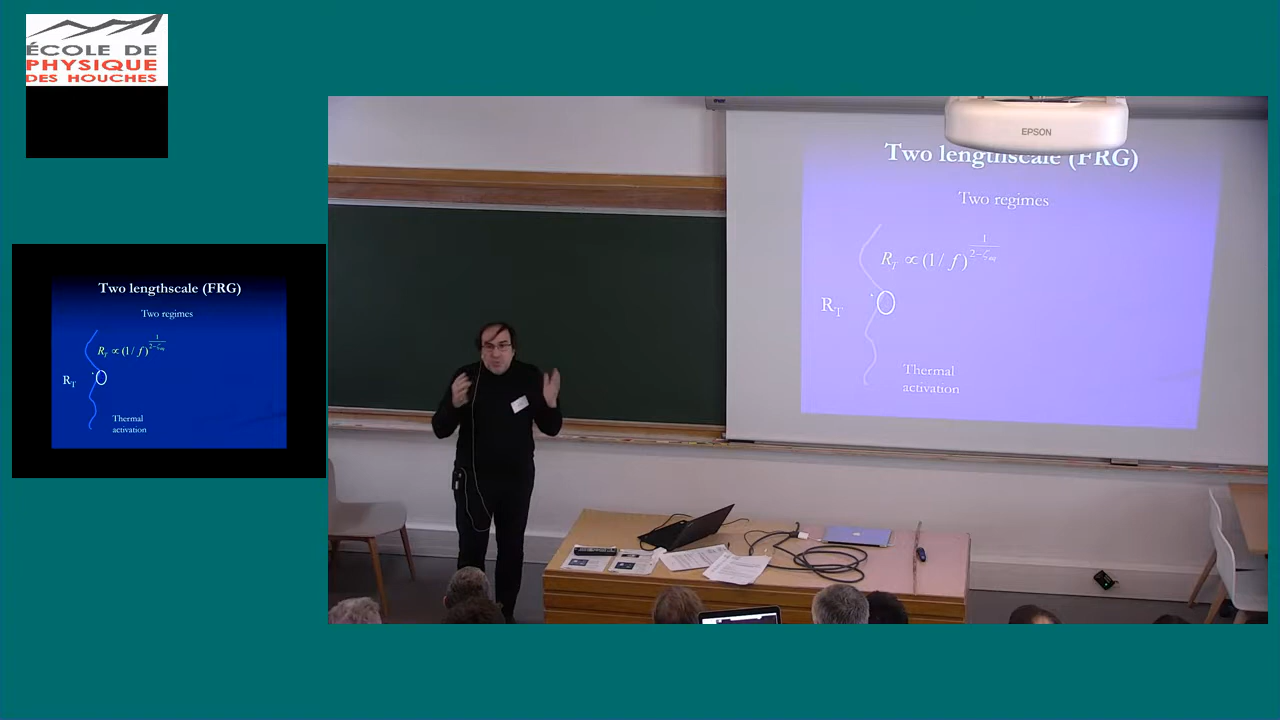 ÉCOLE DE
PHYSIQUE
DES HOUCHES
Two lengthscale (FRG)
Two regimes
R_T ∝ (1/f)^{1/(2-ζ_eq)}
R_T
Thermal
activation
EPSON
Two lengthscale (FRG)
Two regimes
R_T ∝ (1/f)^{1/(2-ζ_eq)}
R_T
Thermal
activation